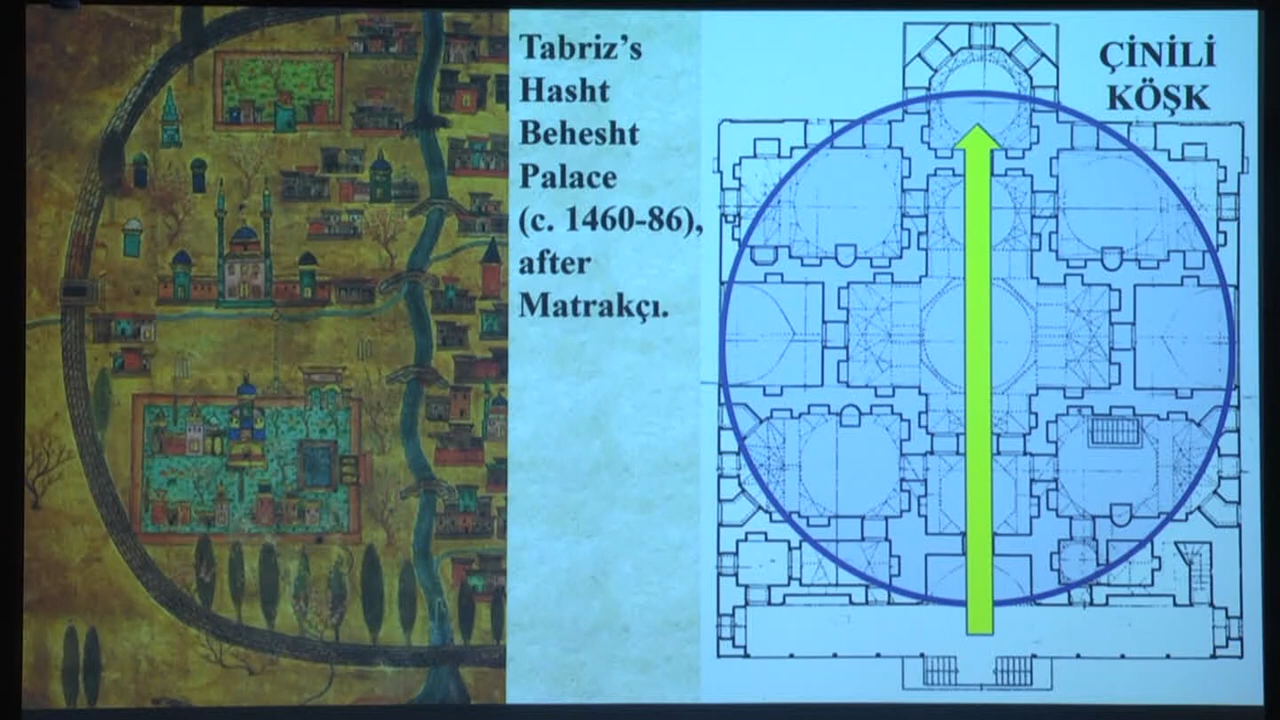 Tabriz’s
Hasht
Behesht
Palace
(c. 1460-86),
after
Matrakçı.
ÇİNİLİ
KÖŞK